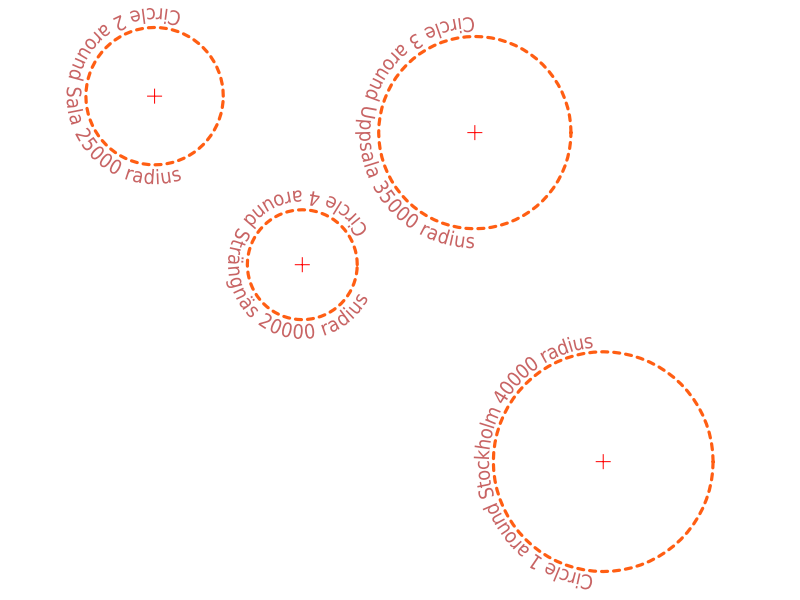 Circle 2 around Sala 25000 radius
Circle 3 around Uppsala 35000 radius
Circle 4 around Strängnäs 20000 radius
Circle 1 around Stockholm 40000 radius